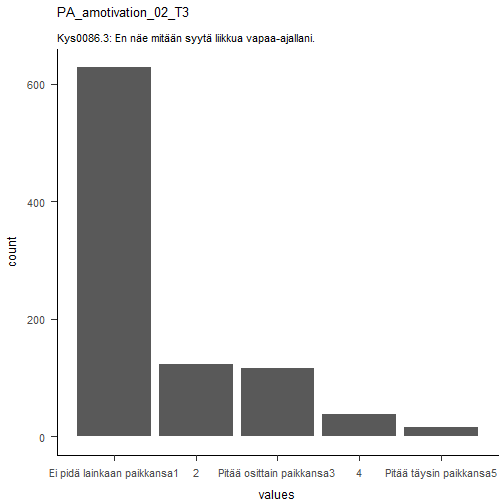 PA_amotivation_02_T3
Kys0086.3: En näe mitään syytä liikkua vapaa-ajallani.
600
400
200
0
count
Ei pidä lainkaan paikkansa1 2 Pitää osittain paikkansa3 4 Pitää täysin paikkansa5
values